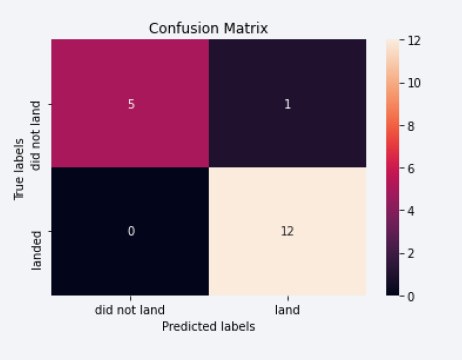 Confusion Matrix
True labels
did not land
landed
5
1
0
12
did not land
land
Predicted labels
12
10
8
6
4
2
0